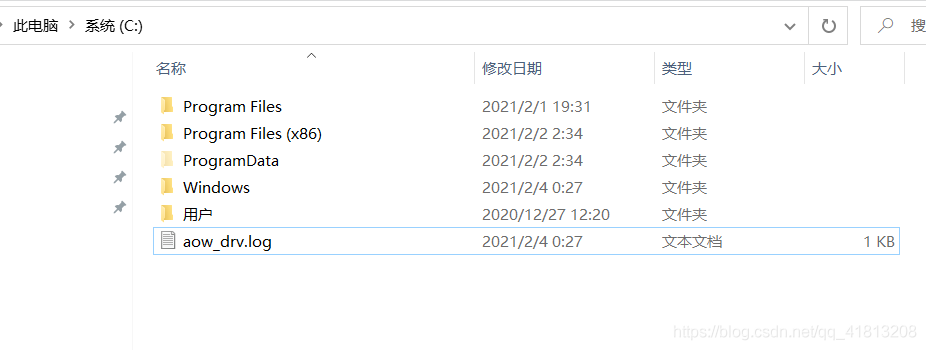 此电脑 系统 (C:) 搜
名称 修改日期 类型 大小
Program Files 2021/2/1 19:31 文件夹
Program Files (x86) 2021/2/2 2:34 文件夹
ProgramData 2021/2/2 2:34 文件夹
Windows 2021/2/4 0:27 文件夹
用户 2020/12/27 12:20 文件夹
aow_drv.log 2021/2/4 0:27 文本文档 1 KB
https://blog.csdn.net/qq_41813208